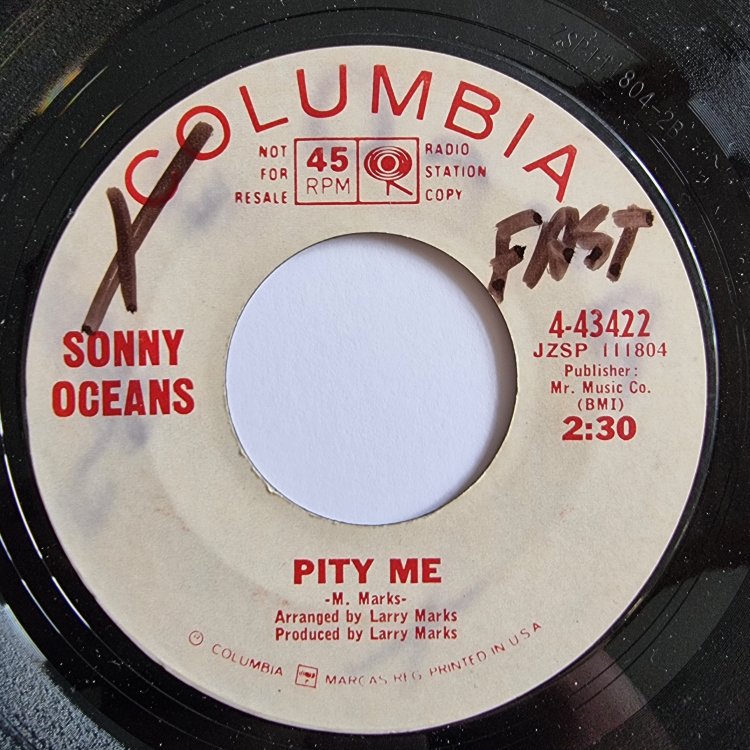 COLUMBIA
NOT
FOR
RESALE
45
RPM
RADIO
STATION
COPY
X
FAST
SONNY
OCEANS
4-43422
JZSP 111804
Publisher:
Mr. Music Co.
(BMI)
2:30
PITY ME
-M. Marks-
Arranged by Larry Marks
Produced by Larry Marks
Ⓟ COLUMBIA MARCAS REG PRINTED IN U.S.A